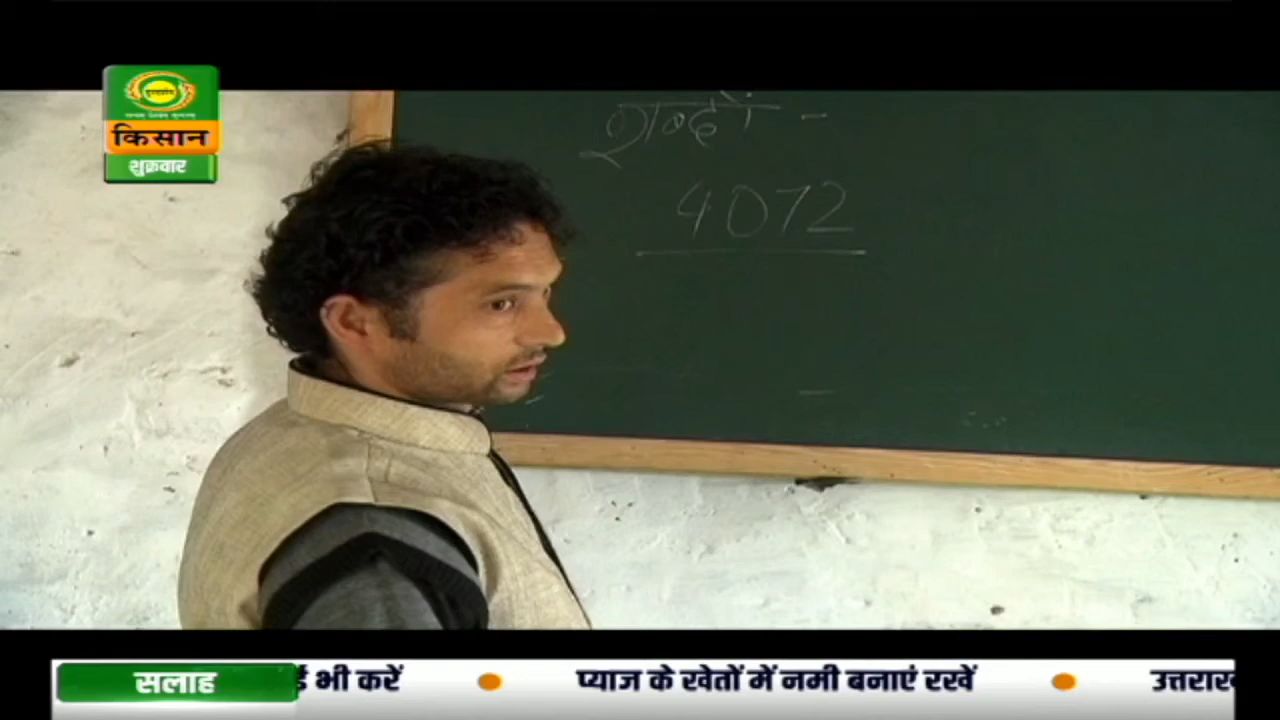 किसान
शुक्रवार
शब्दों -
4072
सलाह
ई भी करें
प्याज के खेतों में नमी बनाएं रखें